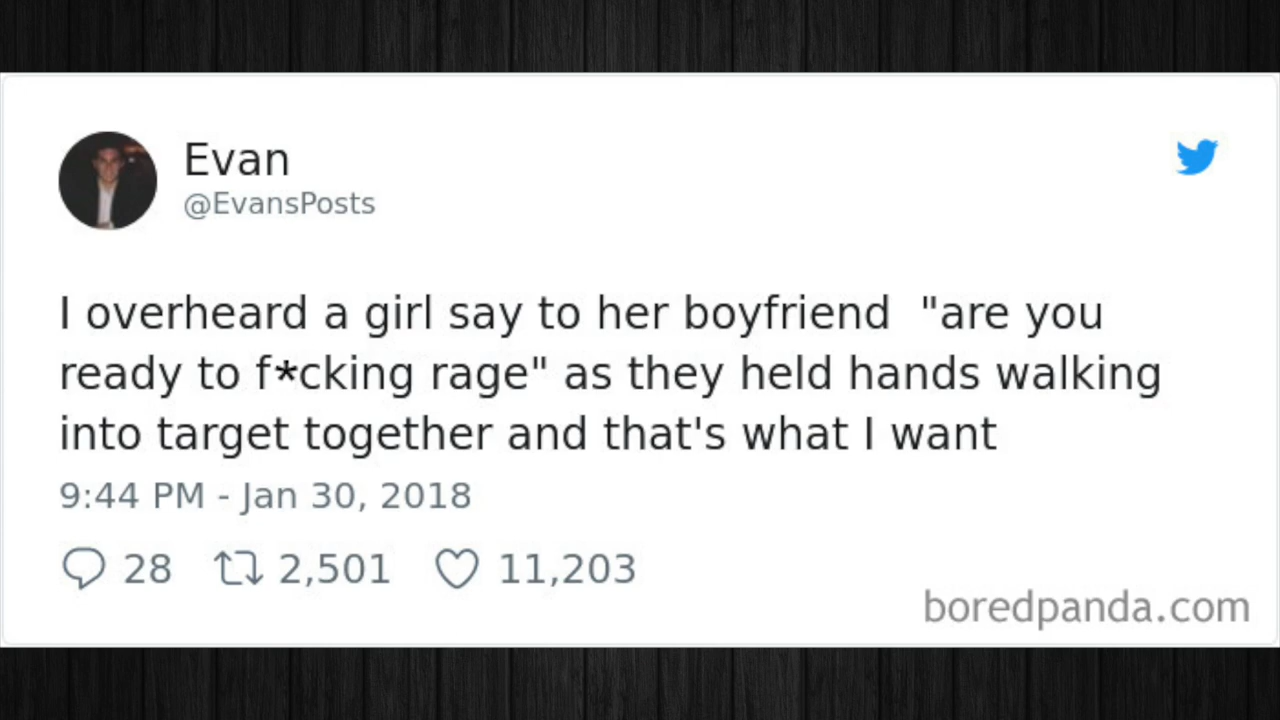 Evan
@EvansPosts
I overheard a girl say to her boyfriend  "are you
ready to f*cking rage" as they held hands walking
into target together and that's what I want
9:44 PM - Jan 30, 2018
28 2,501 11,203
boredpanda.com